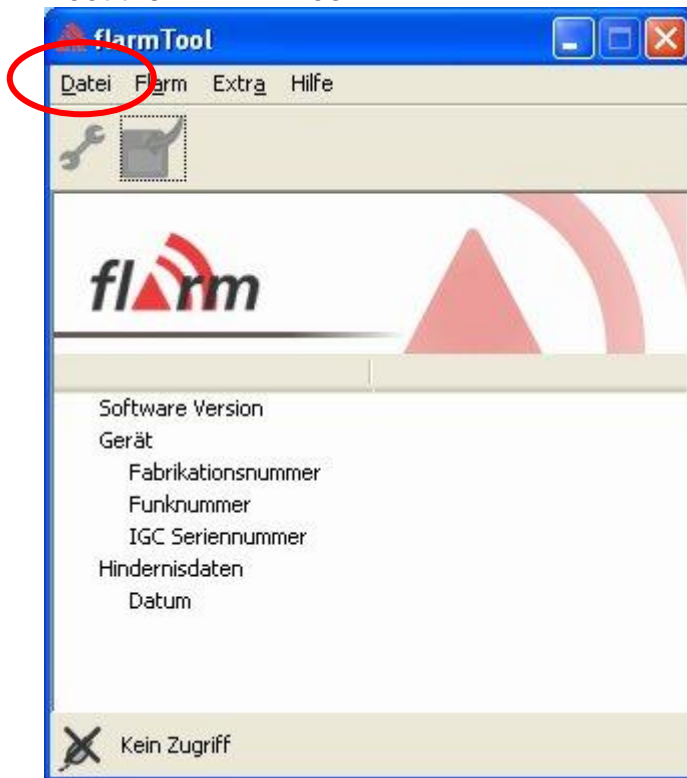 flarmTool
Datei Flarm Extra Hilfe
flarm
Software Version
Gerät
Fabrikationsnummer
Funknummer
IGC Seriennummer
Hindernisdaten
Datum
Kein Zugriff